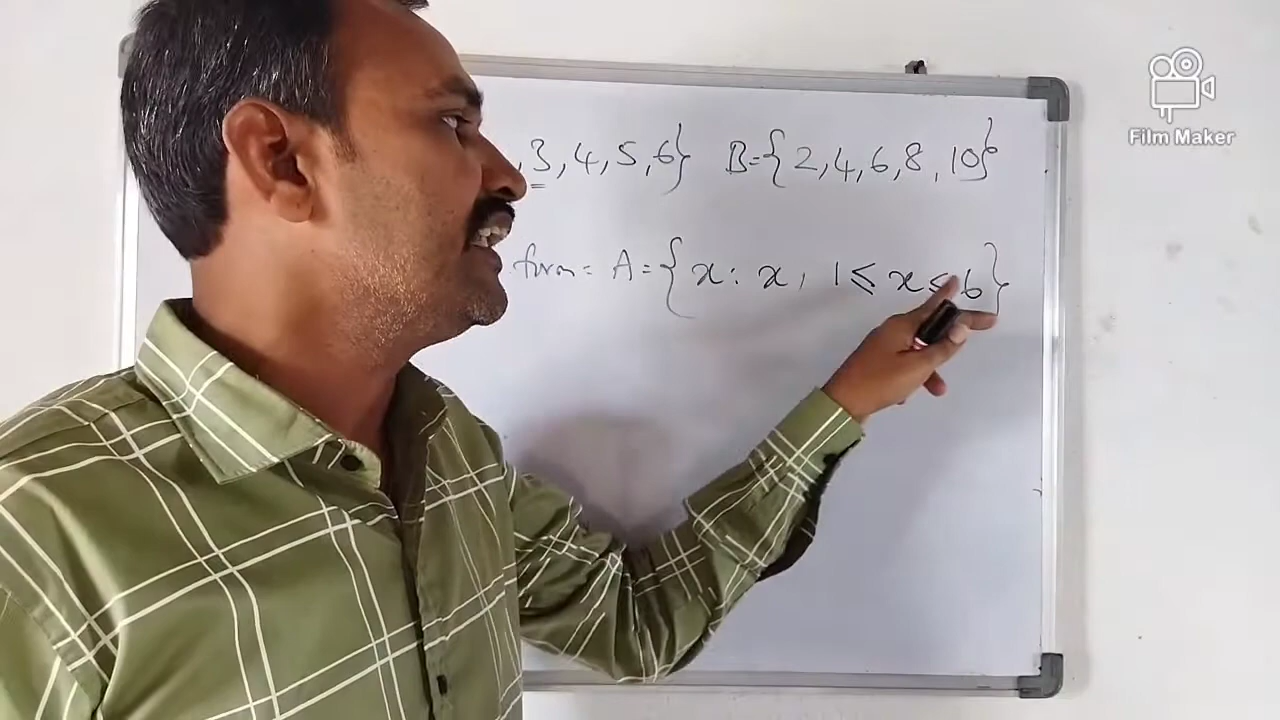 , 3, 4, 5, 6} B={2, 4, 6, 8, 10}
form = A = {x : x, 1 ≤ x ≤ 6}
Film Maker